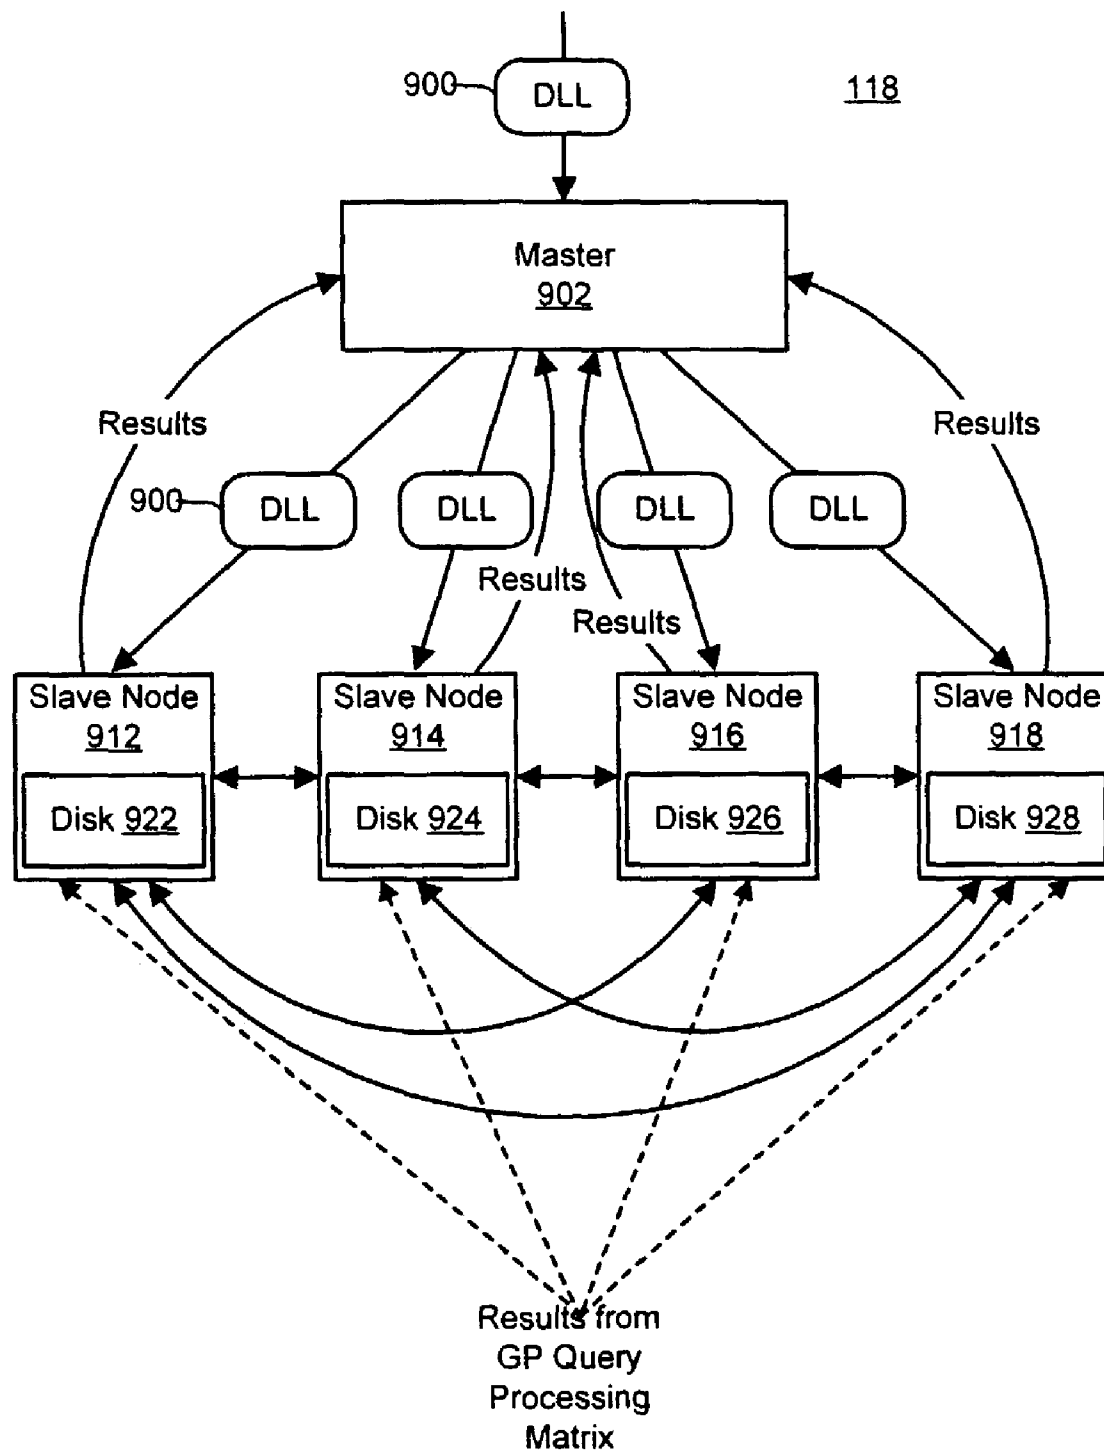 900
DLL
118
Master
902
Results
Results
900
DLL
DLL
DLL
DLL
Results
Results
Slave Node
912
Disk 922
Slave Node
914
Disk 924
Slave Node
916
Disk 926
Slave Node
918
Disk 928
Results from
GP Query
Processing
Matrix